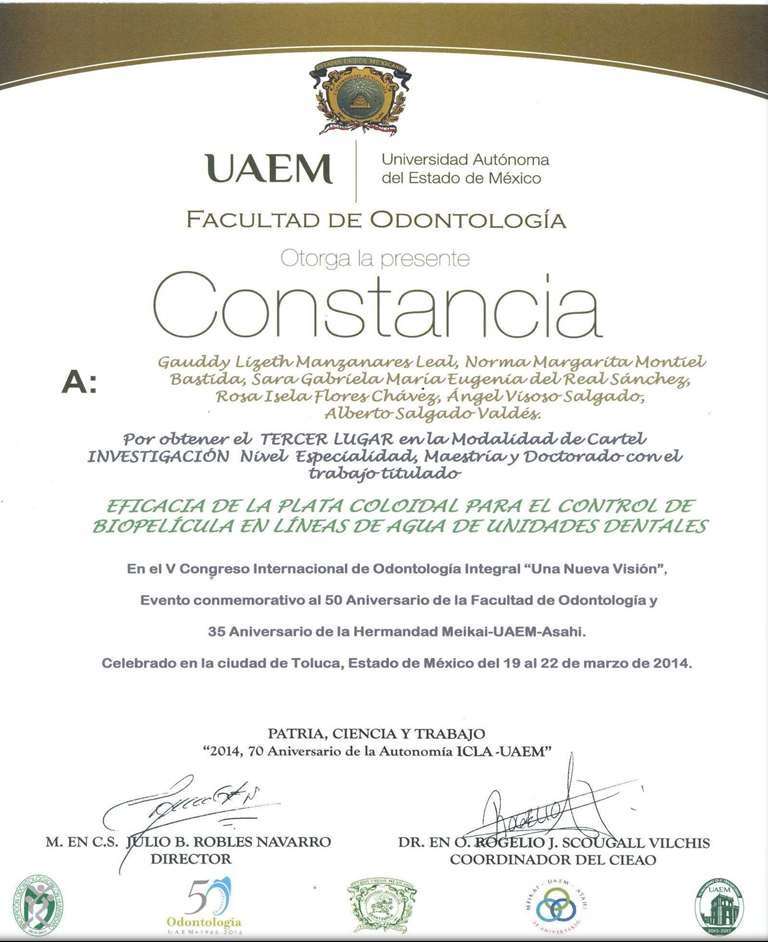 ESTADOS UNIDOS MEXICANOS
UAEM
Universidad Autónoma
del Estado de México
FACULTAD DE ODONTOLOGÍA
Otorga la presente
Constancia
A:
Gauddy Lizeth Manzanares Leal, Norma Margarita Montiel
Bastida, Sara Gabriela María Eugenia del Real Sánchez,
Rosa Isela Flores Chávez, Ángel Visoso Salgado,
Alberto Salgado Valdés.
Por obtener el TERCER LUGAR en la Modalidad de Cartel
INVESTIGACIÓN Nivel Especialidad, Maestría y Doctorado con el
trabajo titulado
EFICACIA DE LA PLATA COLOIDAL PARA EL CONTROL DE
BIOPELÍCULA EN LÍNEAS DE AGUA DE UNIDADES DENTALES
En el V Congreso Internacional de Odontología Integral “Una Nueva Visión”,
Evento conmemorativo al 50 Aniversario de la Facultad de Odontología y
35 Aniversario de la Hermandad Meikai-UAEM-Asahi.
Celebrado en la ciudad de Toluca, Estado de México del 19 al 22 de marzo de 2014.
PATRIA, CIENCIA Y TRABAJO
“2014, 70 Aniversario de la Autonomía ICLA -UAEM”
M. EN C.S. JULIO B. ROBLES NAVARRO
DIRECTOR
DR. EN O. ROGELIO J. SCOUGALL VILCHIS
COORDINADOR DEL CIEAO
50
Odontología
MEIKAI - UAEM - ASAHI
UAEM